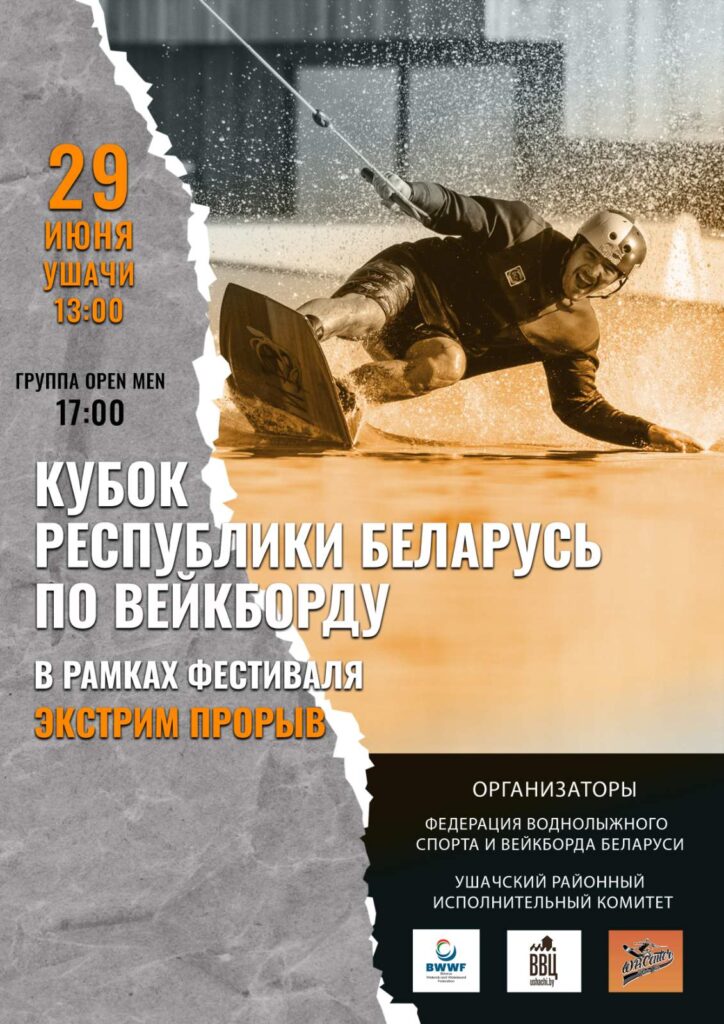 29
ИЮНЯ
УШАЧИ
13:00
ГРУППА OPEN MEN
17:00
КУБОК
РЕСПУБЛИКИ БЕЛАРУСЬ
ПО ВЕЙКБОРДУ
В РАМКАХ ФЕСТИВАЛЯ
ЭКСТРИМ ПРОРЫВ
ОРГАНИЗАТОРЫ
ФЕДЕРАЦИЯ ВОДНОЛЫЖНОГО
СПОРТА И ВЕЙКБОРДА БЕЛАРУСИ
УШАЧСКИЙ РАЙОННЫЙ
ИСПОЛНИТЕЛЬНЫЙ КОМИТЕТ
BWWF
Federation
ВВЦ
ushachi.by